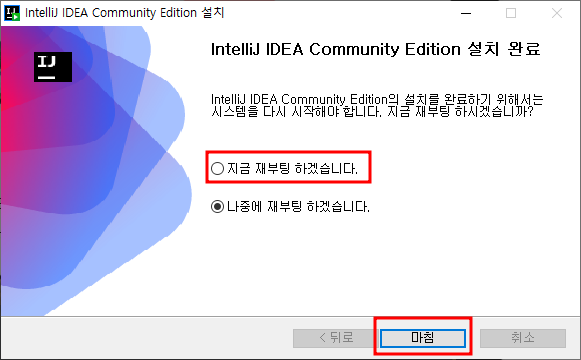 IntelliJ IDEA Community Edition 설치
IJ
IntelliJ IDEA Community Edition 설치 완료
IntelliJ IDEA Community Edition의 설치를 완료하기 위해서는
시스템을 다시 시작해야 합니다. 지금 재부팅 하시겠습니까?
지금 재부팅 하겠습니다.
나중에 재부팅 하겠습니다.
< 뒤로 마침 취소